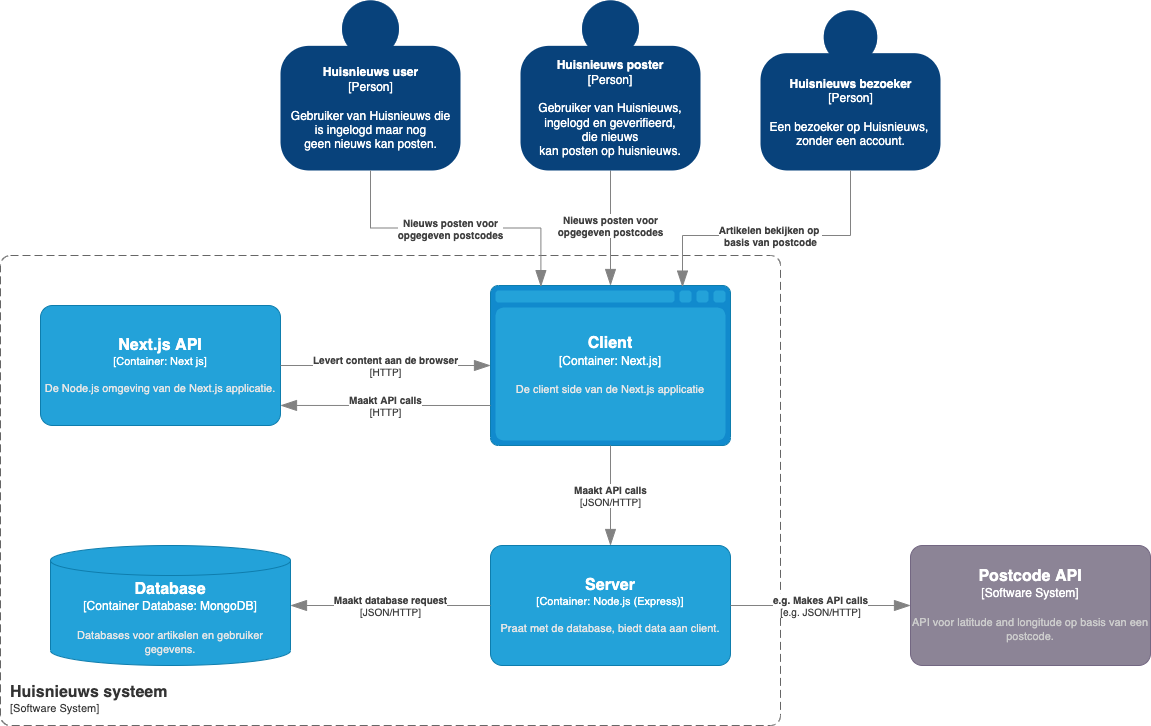 Huisnieuws user
[Person]
Gebruiker van Huisnieuws die
is ingelogd maar nog
geen nieuws kan posten.
Huisnieuws poster
[Person]
Gebruiker van Huisnieuws,
ingelogd en geverifieerd,
die nieuws
kan posten op huisnieuws.
Huisnieuws bezoeker
[Person]
Een bezoeker op Huisnieuws,
zonder een account.
Nieuws posten voor
opgegeven postcodes
Nieuws posten voor
opgegeven postcodes
Artikelen bekijken op
basis van postcode
Next.js API
[Container: Next js]
De Node.js omgeving van de Next.js applicatie.
Levert content aan de browser
[HTTP]
Maakt API calls
[HTTP]
Client
[Container: Next.js]
De client side van de Next.js applicatie
Maakt API calls
[JSON/HTTP]
Database
[Container Database: MongoDB]
Databases voor artikelen en gebruiker
gegevens.
Maakt database request
[JSON/HTTP]
Server
[Container: Node.js (Express)]
Praat met de database, biedt data aan client.
e.g. Makes API calls
[e.g. JSON/HTTP]
Postcode API
[Software System]
API voor latitude and longitude op basis van een
postcode.
Huisnieuws systeem
[Software System]